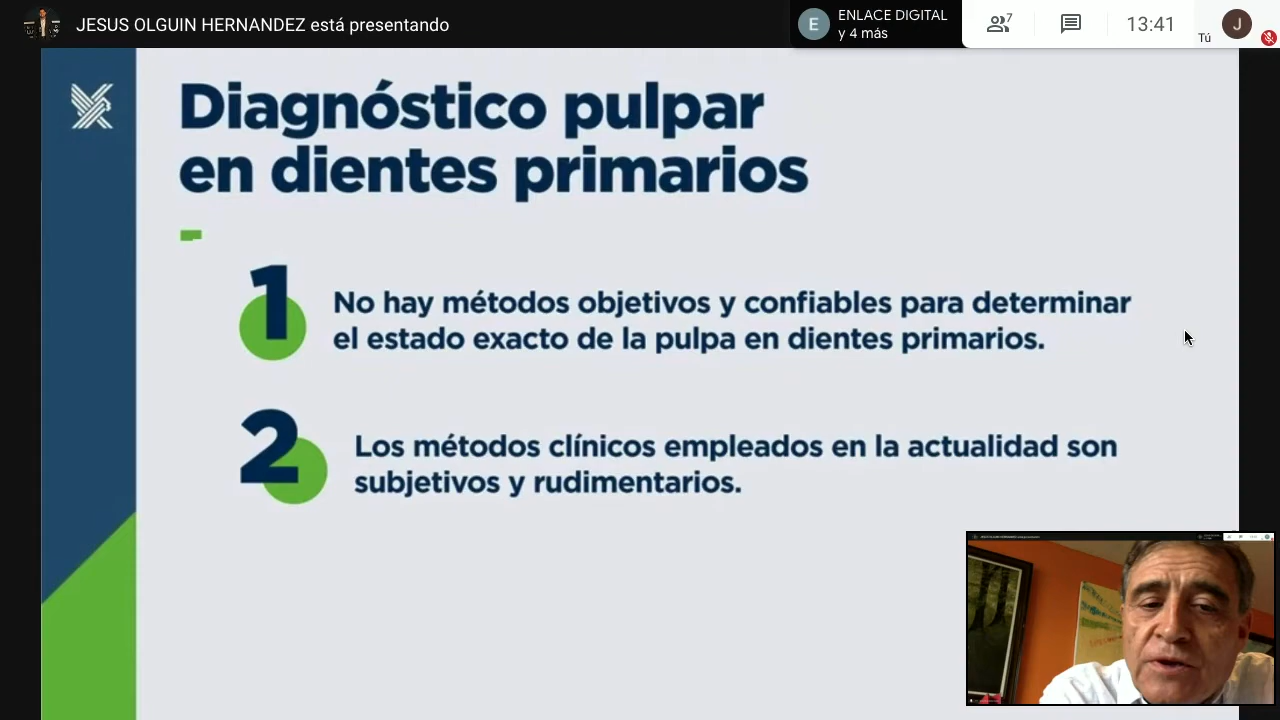 JESUS OLGUIN HERNANDEZ está presentando
ENLACE DIGITAL
y 4 más
E
7
13:41
Tú
J
Diagnóstico pulpar
en dientes primarios
1
No hay métodos objetivos y confiables para determinar
el estado exacto de la pulpa en dientes primarios.
2
Los métodos clínicos empleados en la actualidad son
subjetivos y rudimentarios.